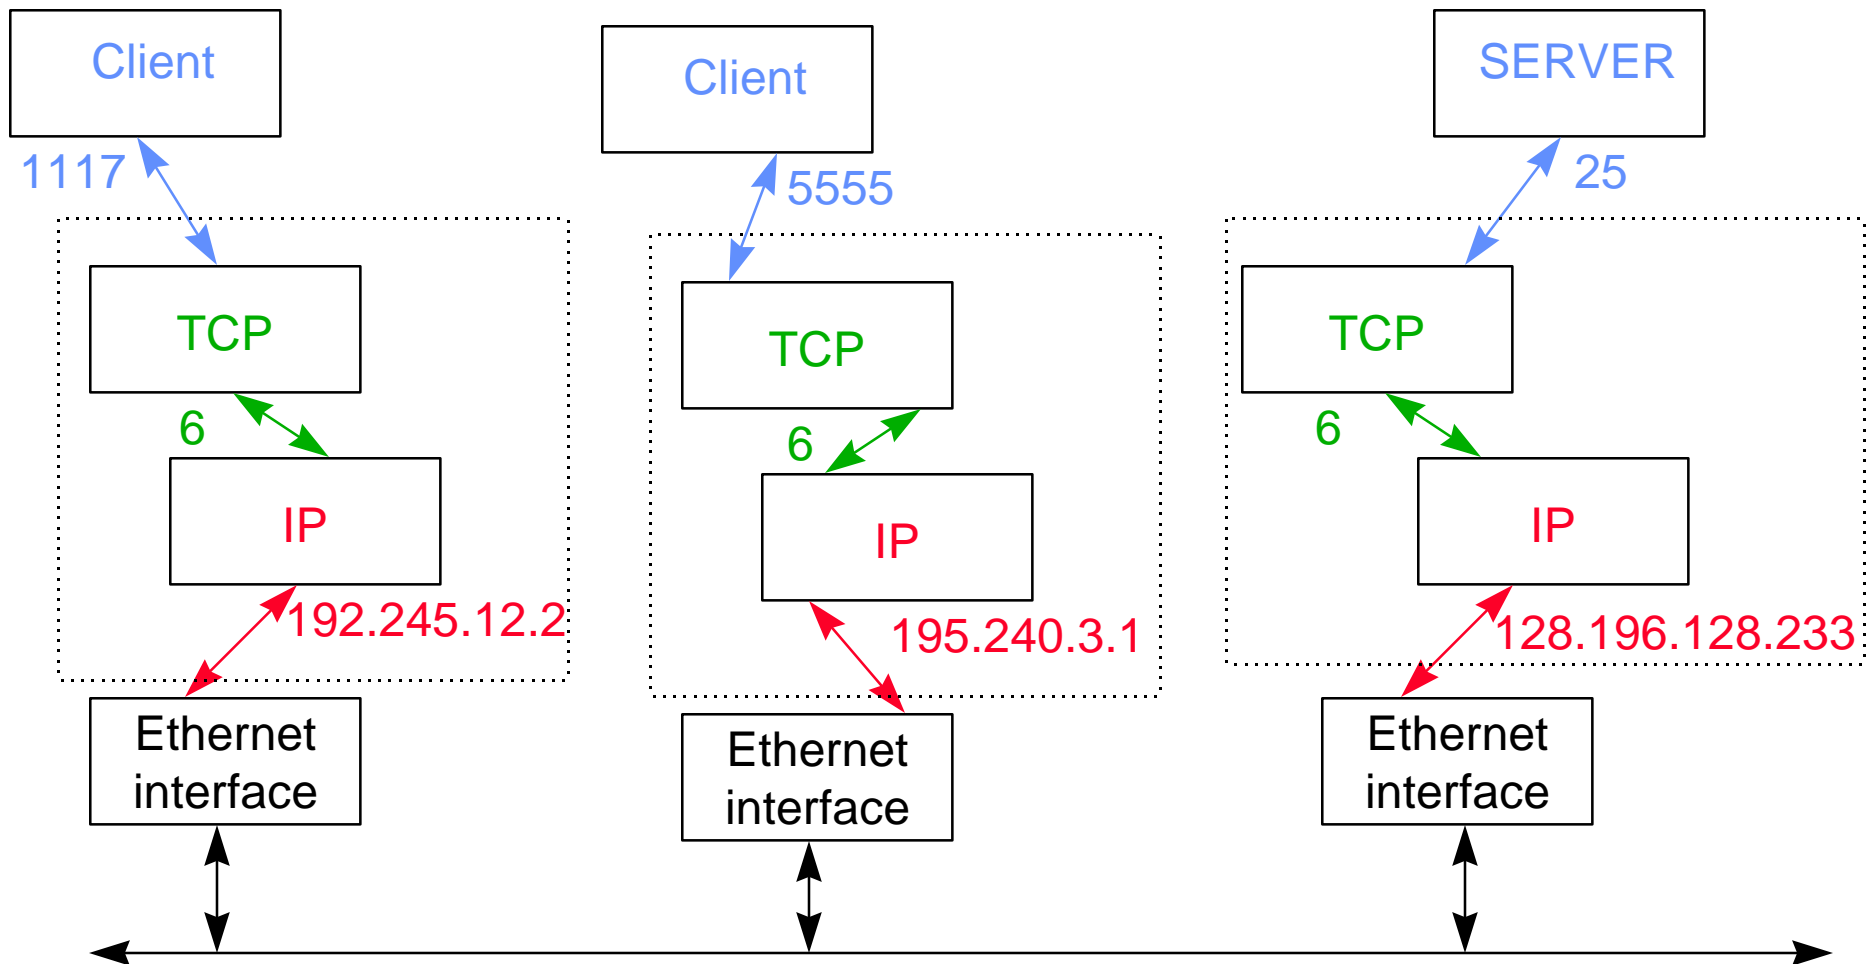 Client
Client
SERVER
1117
5555
25
TCP
TCP
TCP
6
6
6
IP
IP
IP
192.245.12.2
195.240.3.1
128.196.128.233
Ethernet
interface
Ethernet
interface
Ethernet
interface